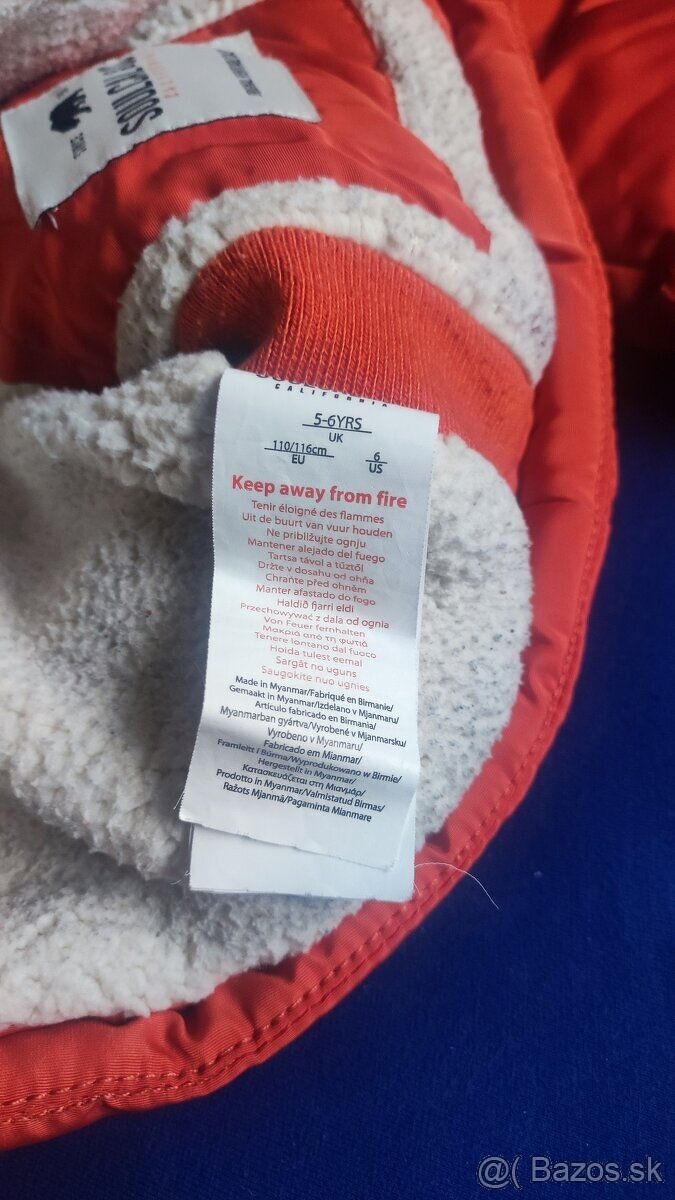 SOULCAL
SINCE
CALIFORNIA
5-6YRS
UK
110/116cm
EU
6
US
Keep away from fire
Tenir éloigné des flammes
Uit de buurt van vuur houden
Ne približujte ognju
Mantener alejado del fuego
Tartsa távol a tűztől
Držte v dosahu od ohňa
Chraňte před ohněm
Manter afastado do fogo
Haldið fjarri eldi
Przechowywać z dala od ognia
Von Feuer fernhalten
Μακριά από τη φωτιά
Tenere lontano dal fuoco
Hoida tulest eemal
Sargāt no uguns
Saugokite nuo ugnies
Made in Myanmar/Fabriqué en Birmanie/
Gemaakt in Myanmar/Izdelano v Mjanmaru/
Artículo fabricado en Birmania/
Myanmarban gyártva/Vyrobené v Mjanmarsku/
Vyrobeno v Myanmaru/
Fabricado em Mianmar/
Framleitt í Búrma/Wyprodukowano w Birmie/
Hergestellt in Myanmar/
Κατασκευάζεται στη Μιανμάρ/
Prodotto in Myanmar/Valmistatud Birmas/
Ražots Mjanmā/Pagaminta Mianmare
@( Bazos.sk